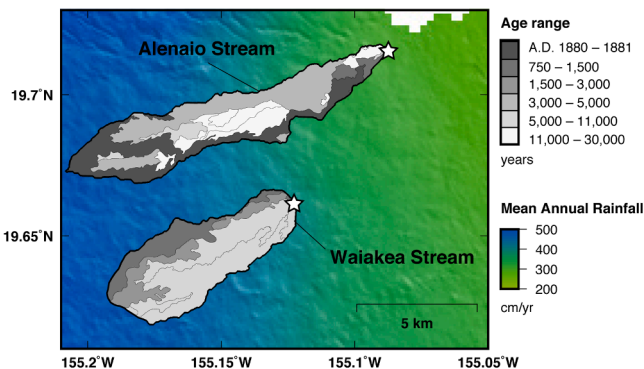 Age range
Alenaio Stream
A.D. 1880 – 1881
750 – 1,500
1,500 – 3,000
3,000 – 5,000
5,000 – 11,000
11,000 – 30,000
years
19.7˚N
Mean Annual Rainfall
500
400
300
200
cm/yr
19.65˚N
Waiakea Stream
5 km
155.2˚W
155.15˚W
155.1˚W
155.05˚W